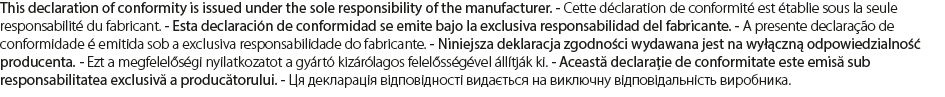 This declaration of conformity is issued under the sole responsibility of the manufacturer. - Cette déclaration de conformité est établie sous la seule
responsabilité du fabricant. - Esta declaración de conformidad se emite bajo la exclusiva responsabilidad del fabricante. - A presente declaração de
conformidade é emitida sob a exclusiva responsabilidade do fabricante. - Niniejsza deklaracja zgodności wydawana jest na wyłączną odpowiedzialność
producenta. - Ezt a megfelelőségi nyilatkozatot a gyártó kizárólagos felelősségével állítják ki. - Această declarație de conformitate este emisă sub
responsabilitatea exclusivă a producătorului. - Ця декларація відповідності видається на виключну відповідальність виробника.